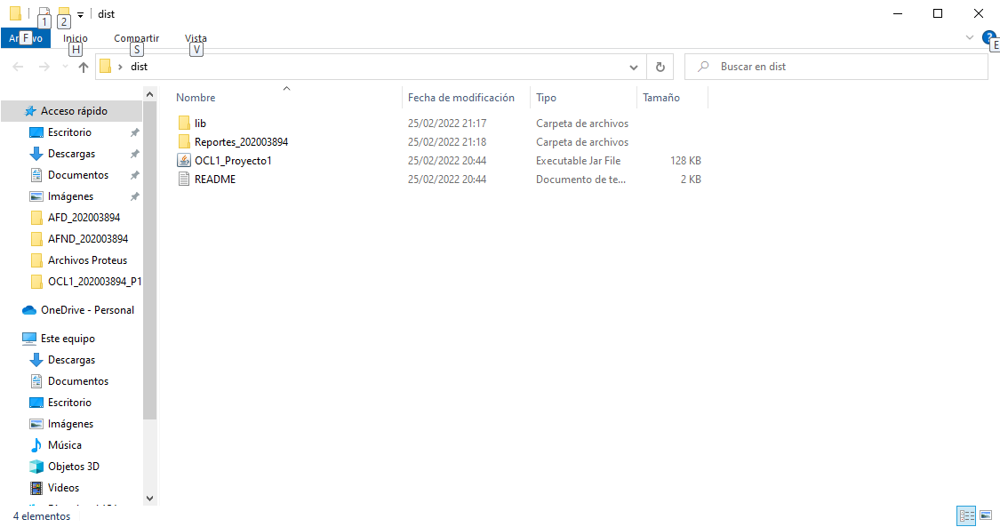 dist
1 2
Archivo Inicio Compartir Vista
F H S V E
dist
Buscar en dist
Nombre Fecha de modificación Tipo Tamaño
Acceso rápido
Escritorio
Descargas
Documentos
Imágenes
AFD_202003894
AFND_202003894
Archivos Proteus
OCL1_202003894_P1
OneDrive - Personal
Este equipo
Descargas
Documentos
Escritorio
Imágenes
Música
Objetos 3D
Videos
lib 25/02/2022 21:17 Carpeta de archivos
Reportes_202003894 25/02/2022 21:18 Carpeta de archivos
OCL1_Proyecto1 25/02/2022 20:44 Executable Jar File 128 KB
README 25/02/2022 20:44 Documento de te... 2 KB
4 elementos